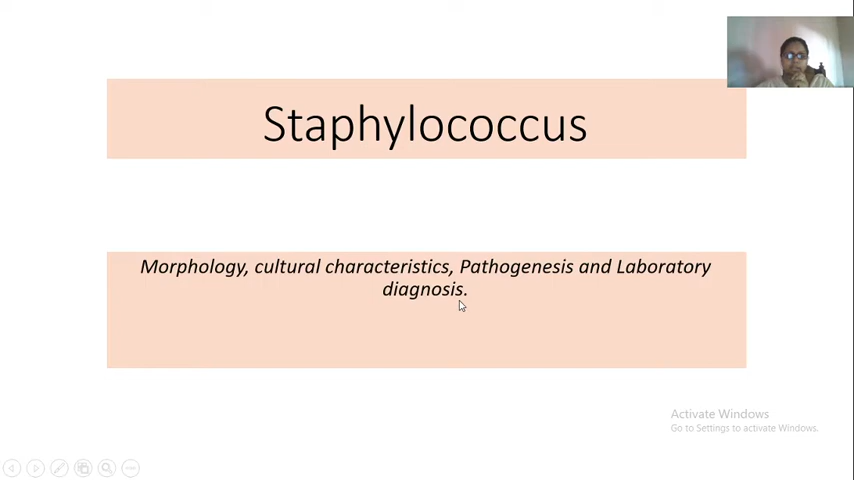 Staphylococcus
Morphology, cultural characteristics, Pathogenesis and Laboratory
diagnosis.
Activate Windows
Go to Settings to activate Windows.